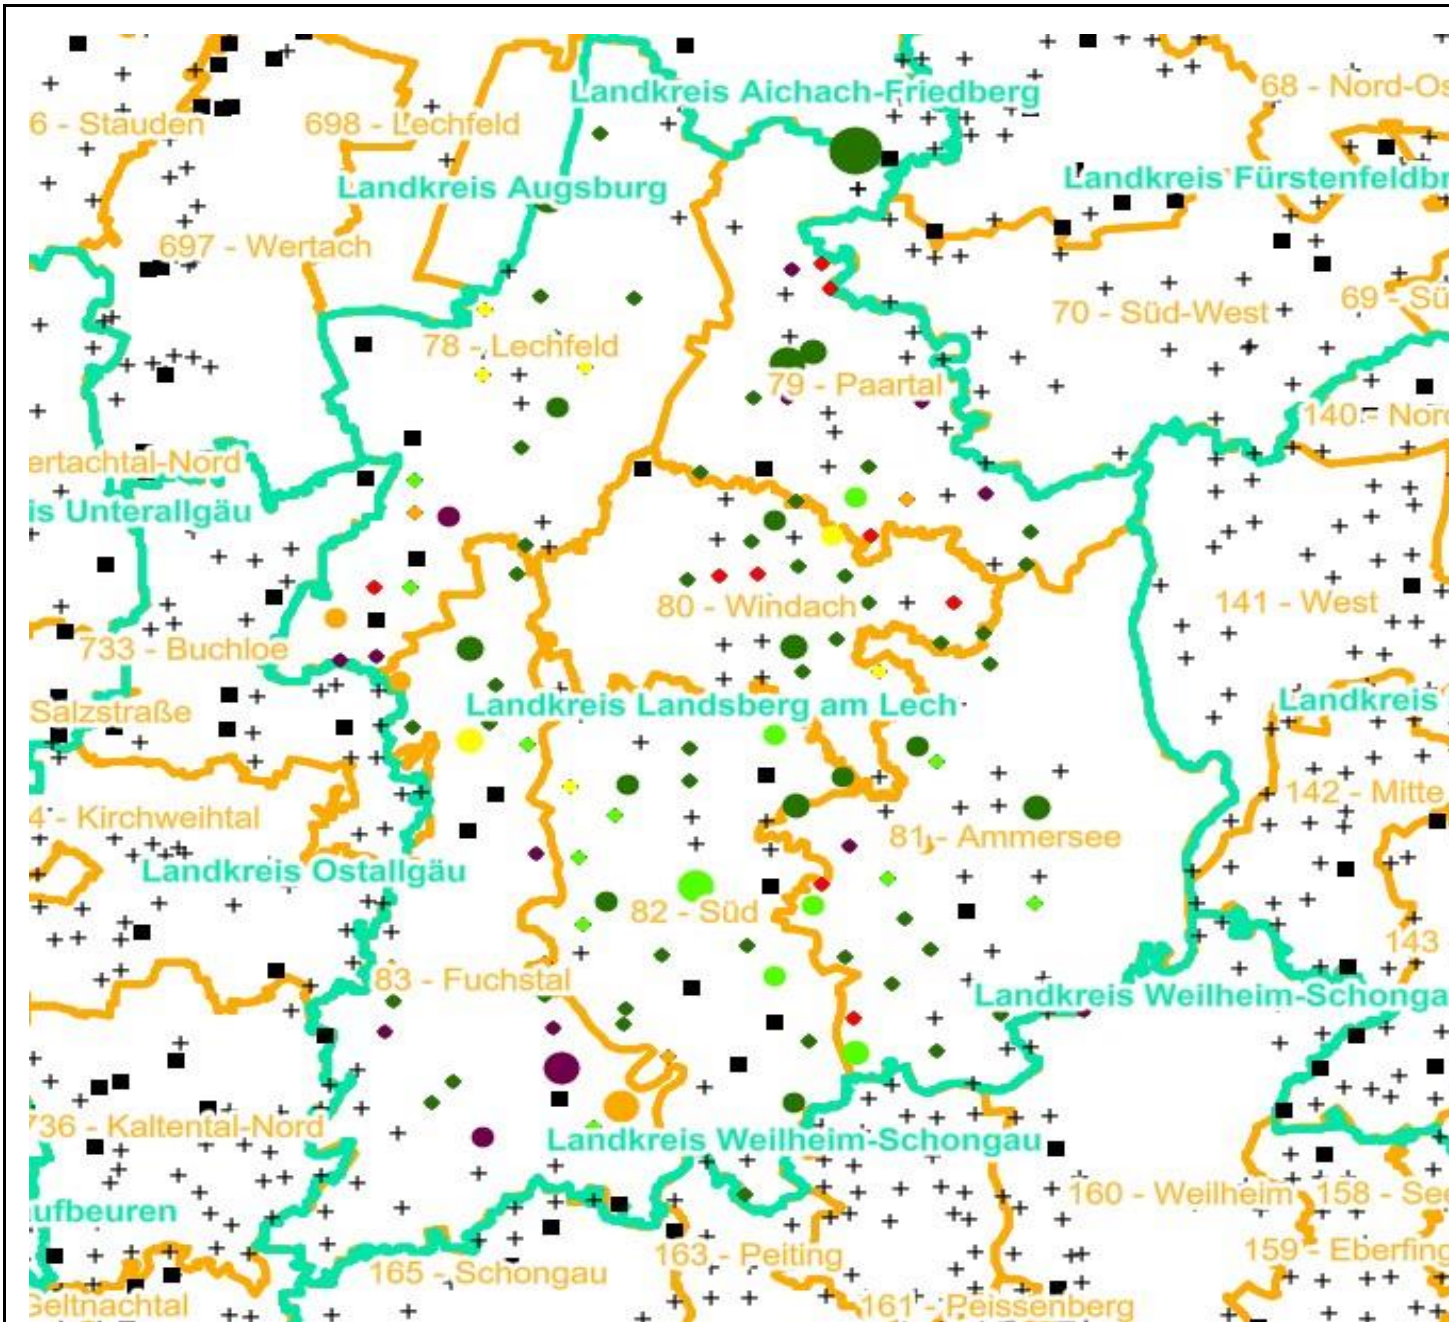 Landkreis Aichach-Friedberg
68 - Nord-Os
6 - Stauden
698 - Lechfeld
Landkreis Augsburg
Landkreis Fürstenfeldbr
697 - Wertach
69 - Sü
70 - Süd-West
78 - Lechfeld
79 - Paartal
140 - Nord
ertachtal-Nord
is Unterallgäu
80 - Windach
141 - West
733 - Buchloe
Landkreis
Salzstraße
Landkreis Landsberg am Lech
142 - Mitte
4 - Kirchweihtal
81 - Ammersee
Landkreis Ostallgäu
82 - Süd
143
83 - Fuchstal
Landkreis Weilheim-Schonga
736 - Kaltental-Nord
Landkreis Weilheim-Schongau
160 - Weilheim
158 - See
ufbeuren
159 - Eberfing
163 - Peiting
165 - Schongau
Geltnachtal
161 - Peissenberg